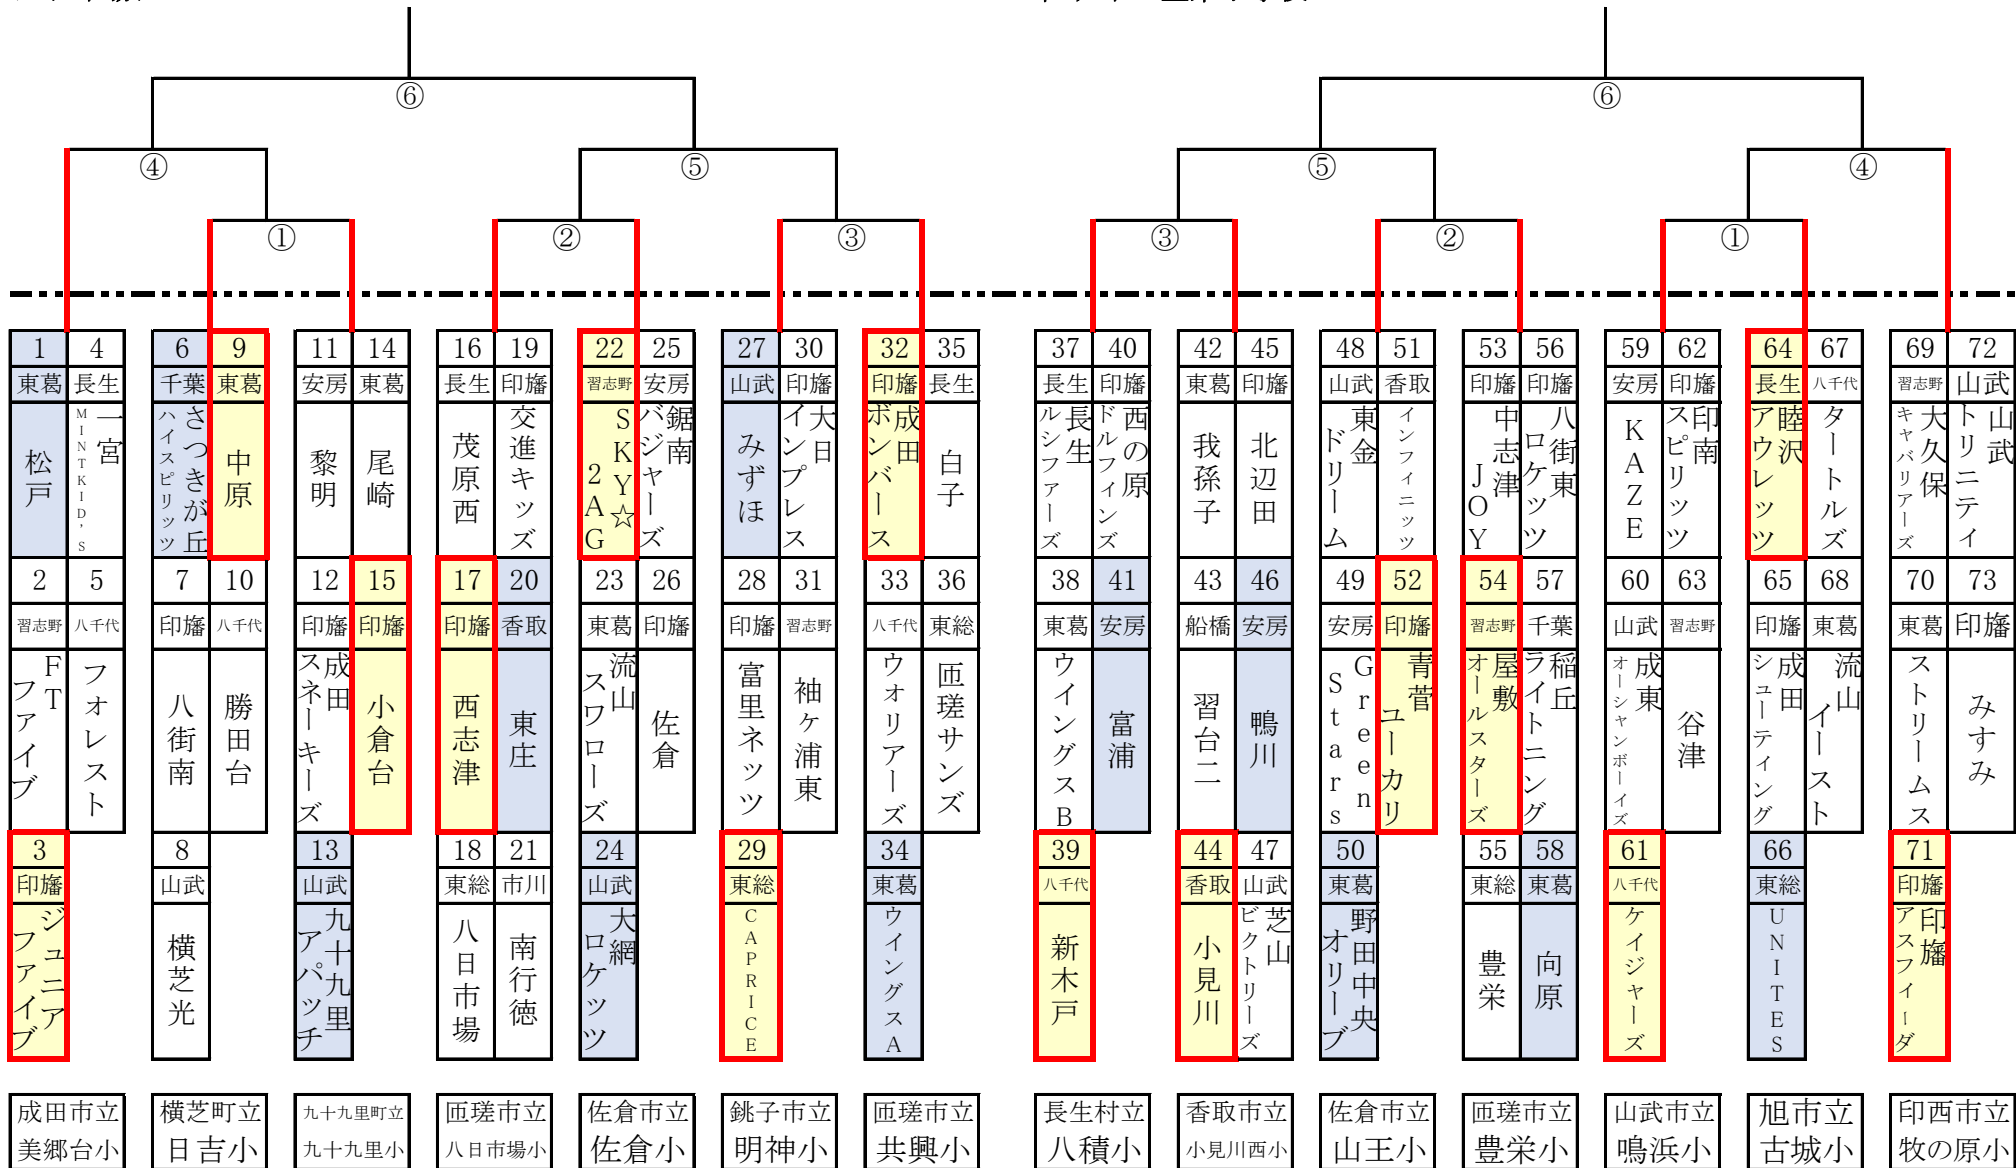 ⑥ ⑥
④ ⑤ ⑤ ④
① ② ③ ③ ② ①
1 4 6 9 11 14 16 19 22 25 27 30 32 35 37 40 42 45 48 51 53 56 59 62 64 67 69 72
東葛 長生 千葉 東葛 安房 東葛 長生 印旛 習志野 安房 山武 印旛 印旛 長生 長生 印旛 東葛 印旛 山武 香取 印旛 印旛 安房 印旛 長生 八千代 習志野 山武
松戸
一宮
MINTKID'S
さつきが丘
ハイスピリッツ
中原
黎明
尾崎
茂原西
交進キッズ
SKY☆
2AG
鋸南
バジャーズ
みずほ
大日
インプレス
成田
ボンバース
白子
長生
ルシファーズ
西の原
ドルフィンズ
我孫子
北辺田
東金
ドリーム
インフィニッツ
中志津
JOY
八街東
ロケッツ
KAZE
印南
スピリッツ
睦沢
アウレッツ
タートルズ
大久保
キャバリアーズ
山武
トリニティ
2 5 7 10 12 15 17 20 23 26 28 31 33 36 38 41 43 46 49 52 54 57 60 63 65 68 70 73
習志野 八千代 印旛 八千代 印旛 印旛 印旛 香取 東葛 印旛 印旛 習志野 八千代 東総 東葛 安房 船橋 安房 安房 印旛 習志野 千葉 山武 習志野 印旛 東葛 東葛 印旛
FT
ファイブ
フォレスト
八街南
勝田台
成田
スネーキーズ
小倉台
西志津
東庄
流山
スワローズ
佐倉
富里ネッツ
袖ヶ浦東
ウオリアーズ
匝瑳サンズ
ウイングスB
富浦
習台二
鴨川
Green
Stars
青菅
ユーカリ
屋敷
オールスターズ
稲丘
ライトニング
成東
オーシャンボーイズ
谷津
成田
シューティング
流山
イースト
ストリームス
みすみ
3 8 13 18 21 24 29 34 39 44 47 50 55 58 61 66 71
印旛 山武 山武 東総 市川 山武 東総 東葛 八千代 香取 山武 東葛 東総 東葛 八千代 東総 印旛
ジュニア
ファイブ
横芝光
九十九里
アパッチ
八日市場
南行徳
大網
ロケッツ
CAPRICE
ウイングスA
新木戸
小見川
芝山
ビクトリーズ
野田中央
オリーブ
豊栄
向原
ケイジャーズ
UNITES
印旛
アスフィーダ
成田市立 横芝町立 九十九里町立 匝瑳市立 佐倉市立 銚子市立 匝瑳市立 長生村立 香取市立 佐倉市立 匝瑳市立 山武市立 旭市立 印西市立
美郷台小 日吉小 九十九里小 八日市場小 佐倉小 明神小 共興小 八積小 小見川西小 山王小 豊栄小 鳴浜小 古城小 牧の原小